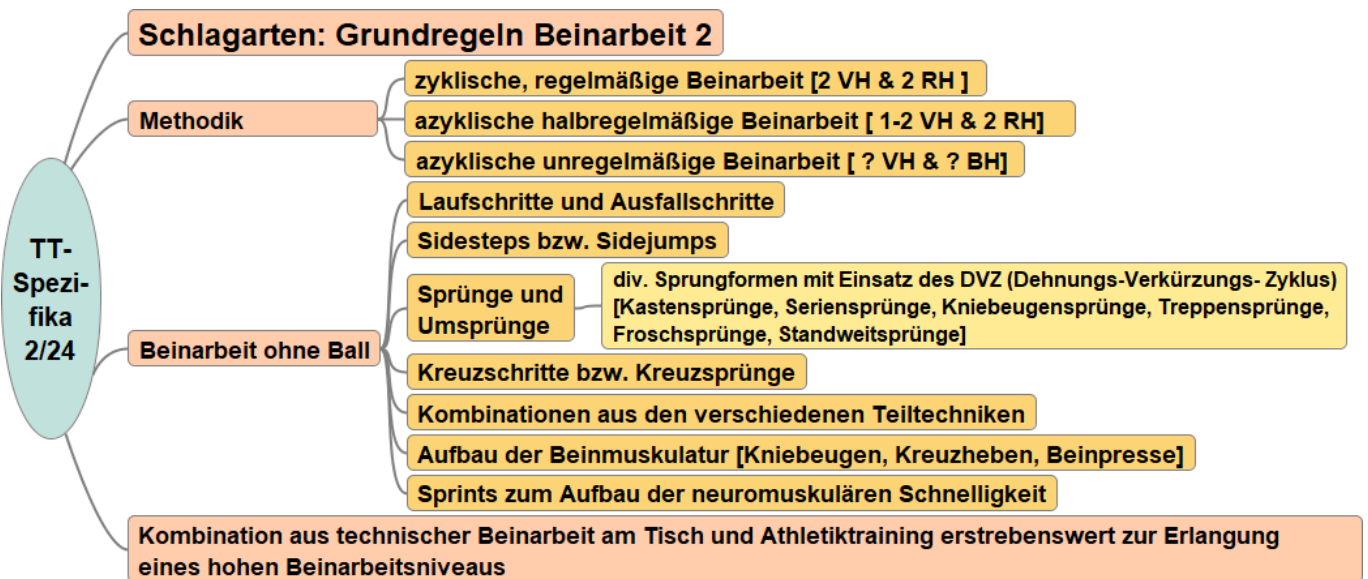 TT-
Spezi-
fika
2/24
Schlagarten: Grundregeln Beinarbeit 2
Methodik
zyklische, regelmäßige Beinarbeit [2 VH & 2 RH ]
azyklische halbregelmäßige Beinarbeit [ 1-2 VH & 2 RH]
azyklische unregelmäßige Beinarbeit [ ? VH & ? BH]
Beinarbeit ohne Ball
Laufschritte und Ausfallschritte
Sidesteps bzw. Sidejumps
Sprünge und
Umsprünge
div. Sprungformen mit Einsatz des DVZ (Dehnungs-Verkürzungs- Zyklus)
[Kastensprünge, Seriensprünge, Kniebeugensprünge, Treppensprünge,
Froschsprünge, Standweitsprünge]
Kreuzschritte bzw. Kreuzsprünge
Kombinationen aus den verschiedenen Teiltechniken
Aufbau der Beinmuskulatur [Kniebeugen, Kreuzheben, Beinpresse]
Sprints zum Aufbau der neuromuskulären Schnelligkeit
Kombination aus technischer Beinarbeit am Tisch und Athletiktraining erstrebenswert zur Erlangung
eines hohen Beinarbeitsniveaus